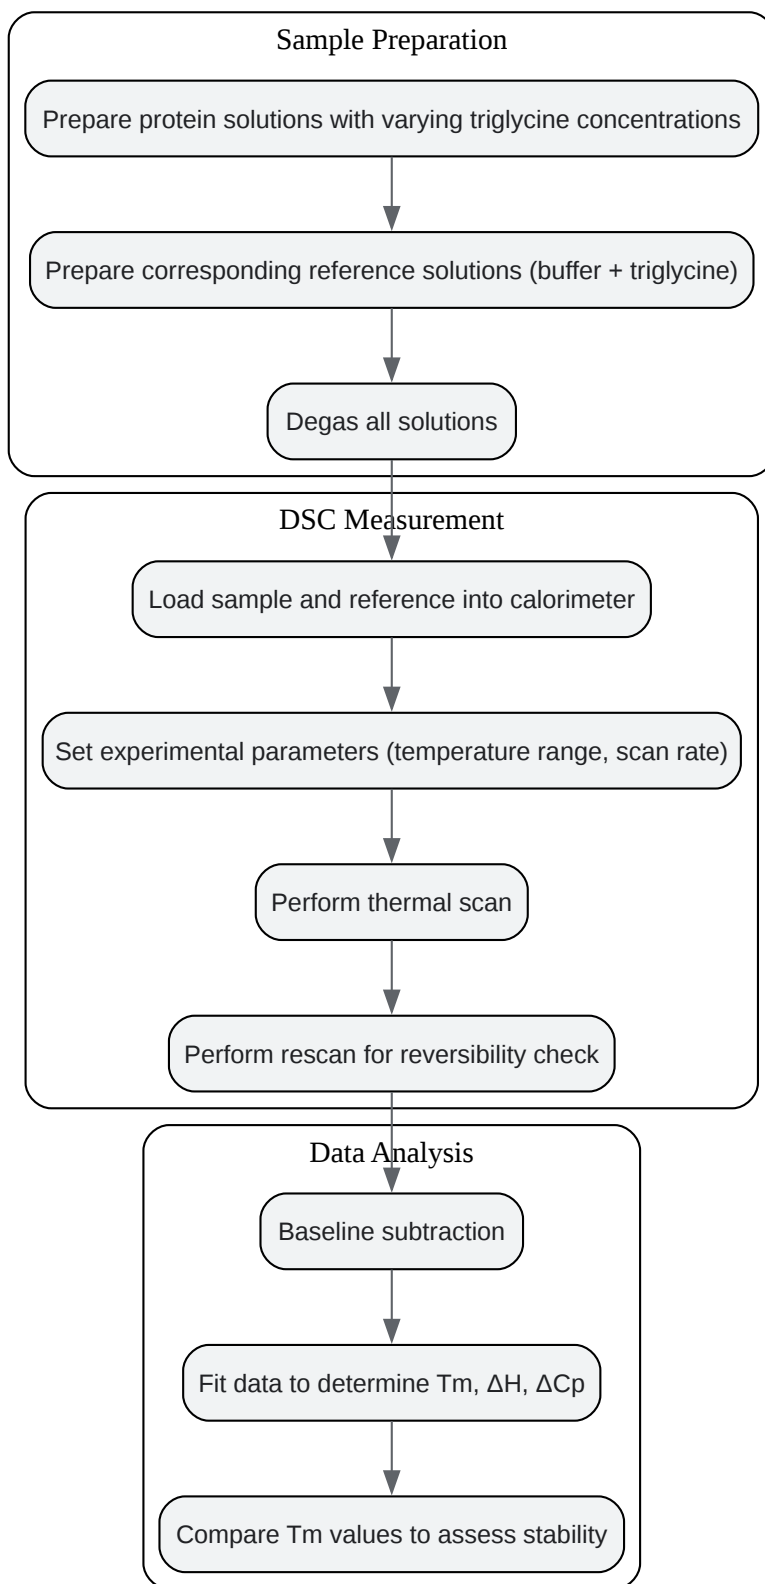 Sample Preparation
Prepare protein solutions with varying triglycine concentrations
Prepare corresponding reference solutions (buffer + triglycine)
Degas all solutions
DSC Measurement
Load sample and reference into calorimeter
Set experimental parameters (temperature range, scan rate)
Perform thermal scan
Perform rescan for reversibility check
Data Analysis
Baseline subtraction
Fit data to determine Tm, ΔH, ΔCp
Compare Tm values to assess stability